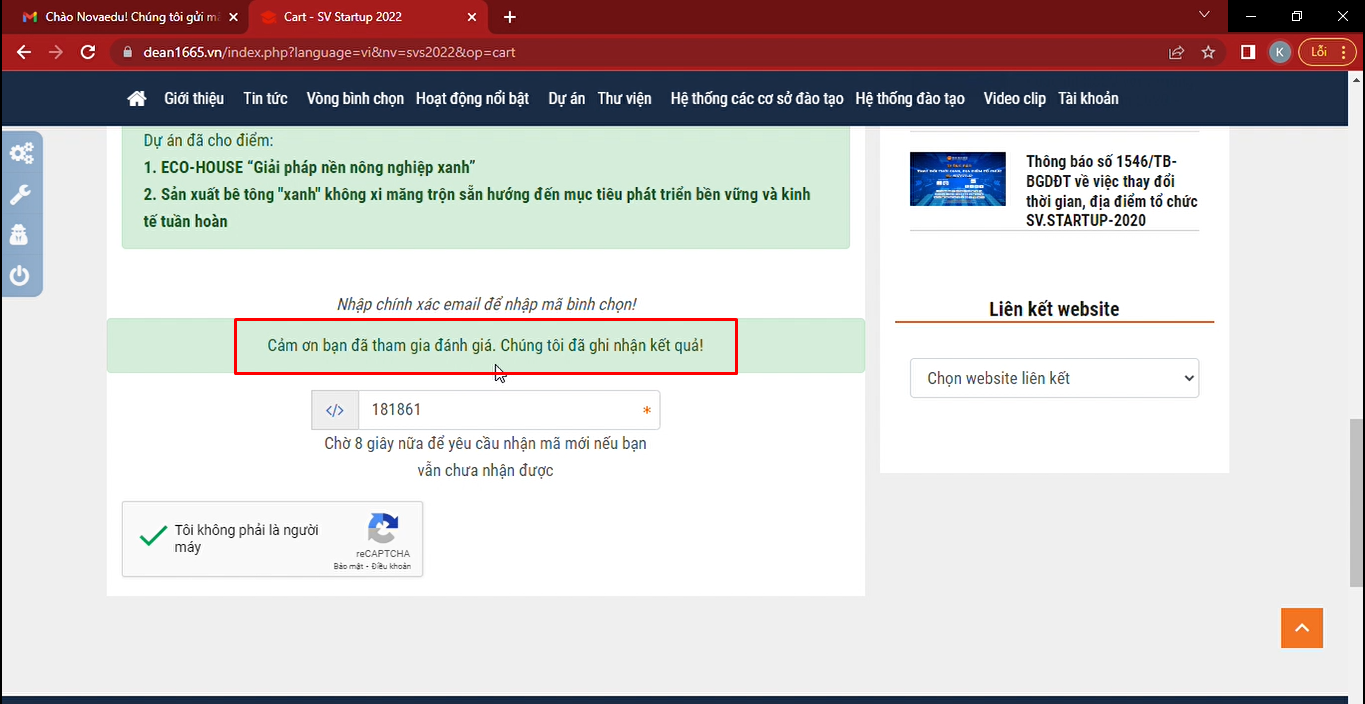 Chào Novaedu! Chúng tôi gửi mã
Cart - SV Startup 2022
dean1665.vn/index.php?language=vi&nv=svs2022&op=cart
K
Lỗi
Giới thiệu Tin tức Vòng bình chọn Hoạt động nổi bật Dự án Thư viện Hệ thống các cơ sở đào tạo Hệ thống đào tạo Video clip Tài khoản
Dự án đã cho điểm:
1. ECO-HOUSE “Giải pháp nền nông nghiệp xanh”
2. Sản xuất bê tông "xanh" không xi măng trộn sẵn hướng đến mục tiêu phát triển bền vững và kinh
tế tuần hoàn
Nhập chính xác email để nhập mã bình chọn!
Cảm ơn bạn đã tham gia đánh giá. Chúng tôi đã ghi nhận kết quả!
</> 181861 *
Chờ 8 giây nữa để yêu cầu nhận mã mới nếu bạn
vẫn chưa nhận được
Tôi không phải là người
máy
reCAPTCHA
Bảo mật - Điều khoản
Thông báo số 1546/TB-
BGDĐT về việc thay đổi
thời gian, địa điểm tổ chức
SV.STARTUP-2020
Liên kết website
Chọn website liên kết